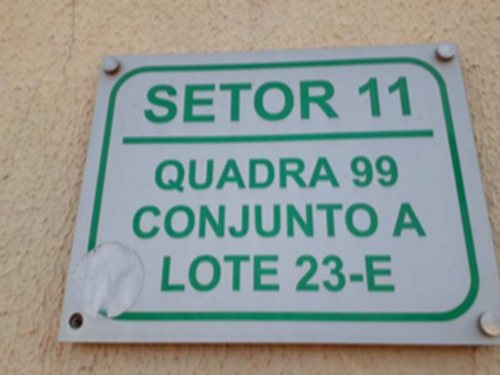 SETOR 11
QUADRA 99
CONJUNTO A
LOTE 23-E